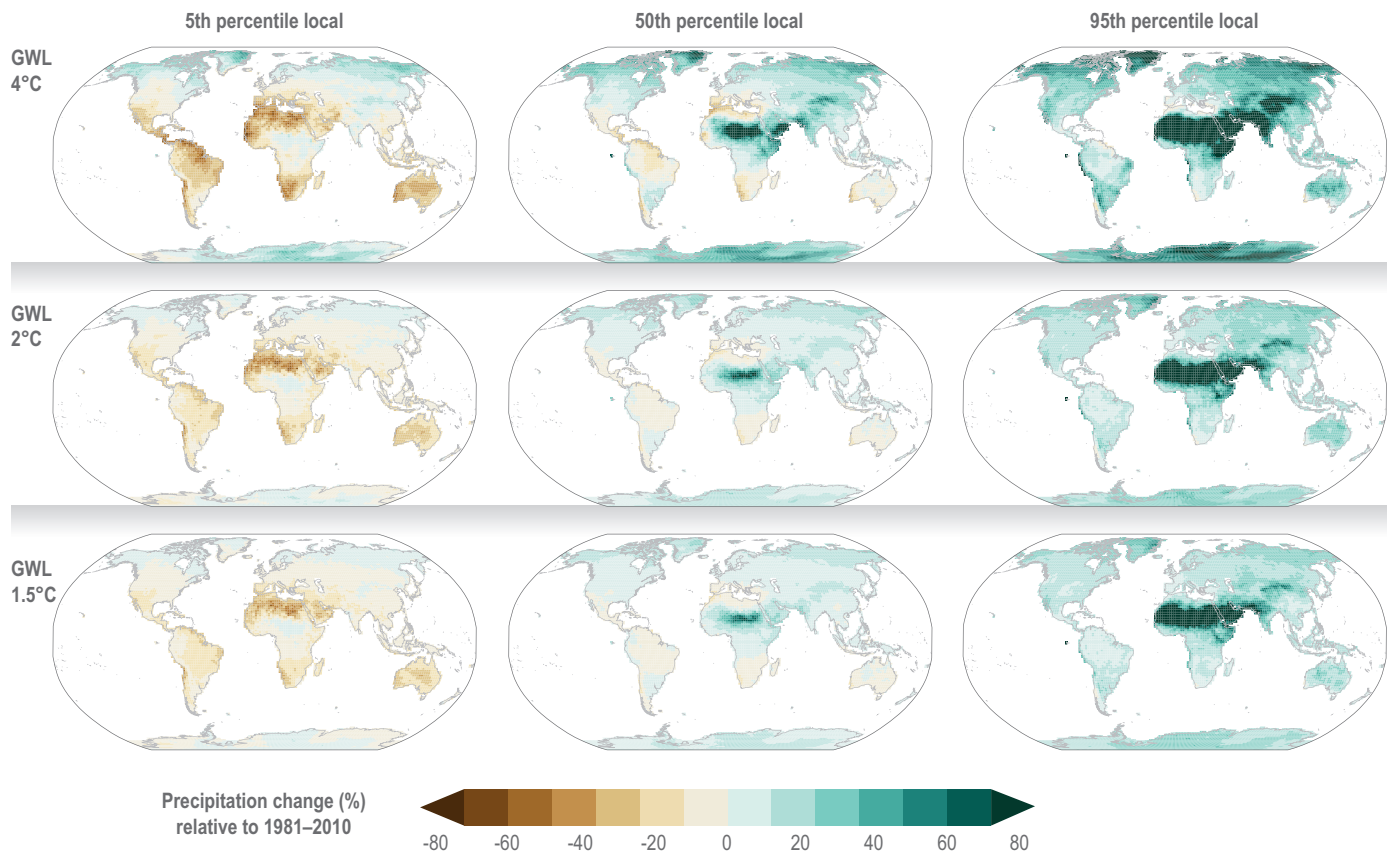 5th percentile local
50th percentile local
95th percentile local
GWL
4°C
GWL
2°C
GWL
1.5°C
Precipitation change (%)
relative to 1981–2010
-80 -60 -40 -20 0 20 40 60 80